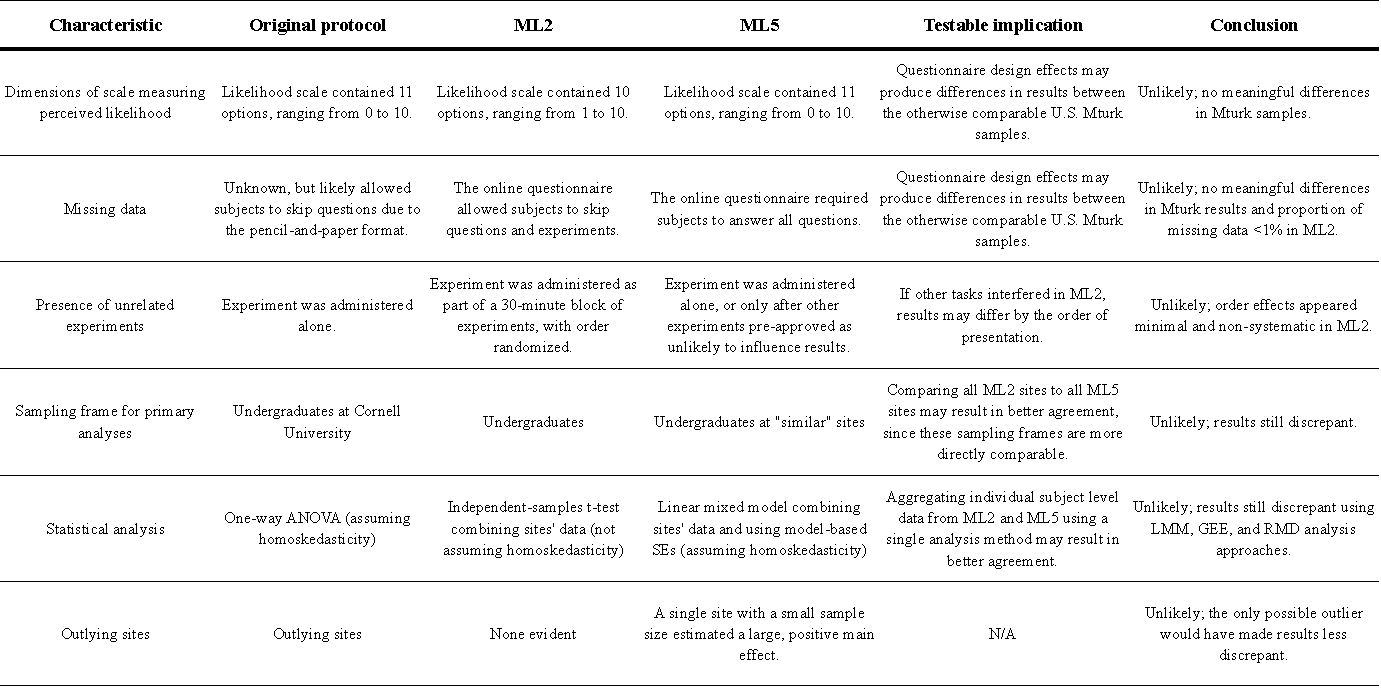 Characteristic
Original protocol
ML2
ML5
Testable implication
Conclusion
Dimensions of scale measuring
perceived likelihood
Likelihood scale contained 11
options, ranging from 0 to 10.
Likelihood scale contained 10
options, ranging from 1 to 10.
Likelihood scale contained 11
options, ranging from 0 to 10.
Questionnaire design effects may
produce differences in results between
the otherwise comparable U.S. Mturk
samples.
Unlikely; no meaningful differences
in Mturk samples.
Missing data
Unknown, but likely allowed
subjects to skip questions due to
the pencil-and-paper format.
The online questionnaire
allowed subjects to skip
questions and experiments.
The online questionnaire required
subjects to answer all questions.
Questionnaire design effects may
produce differences in results between
the otherwise comparable U.S. Mturk
samples.
Unlikely; no meaningful differences
in Mturk results and proportion of
missing data <1% in ML2.
Presence of unrelated
experiments
Experiment was administered
alone.
Experiment was administered as
part of a 30-minute block of
experiments, with order
randomized.
Experiment was administered
alone, or only after other
experiments pre-approved as
unlikely to influence results.
If other tasks interfered in ML2,
results may differ by the order of
presentation.
Unlikely; order effects appeared
minimal and non-systematic in ML2.
Sampling frame for primary
analyses
Undergraduates at Cornell
University
Undergraduates
Undergraduates at "similar" sites
Comparing all ML2 sites to all ML5
sites may result in better agreement,
since these sampling frames are more
directly comparable.
Unlikely; results still discrepant.
Statistical analysis
One-way ANOVA (assuming
homoskedasticity)
Independent-samples t-test
combining sites' data (not
assuming homoskedasticity)
Linear mixed model combining
sites' data and using model-based
SEs (assuming homoskedasticity)
Aggregating individual subject level
data from ML2 and ML5 using a
single analysis method may result in
better agreement.
Unlikely; results still discrepant using
LMM, GEE, and RMD analysis
approaches.
Outlying sites
Outlying sites
None evident
A single site with a small sample
size estimated a large, positive main
effect.
N/A
Unlikely; the only possible outlier
would have made results less
discrepant.